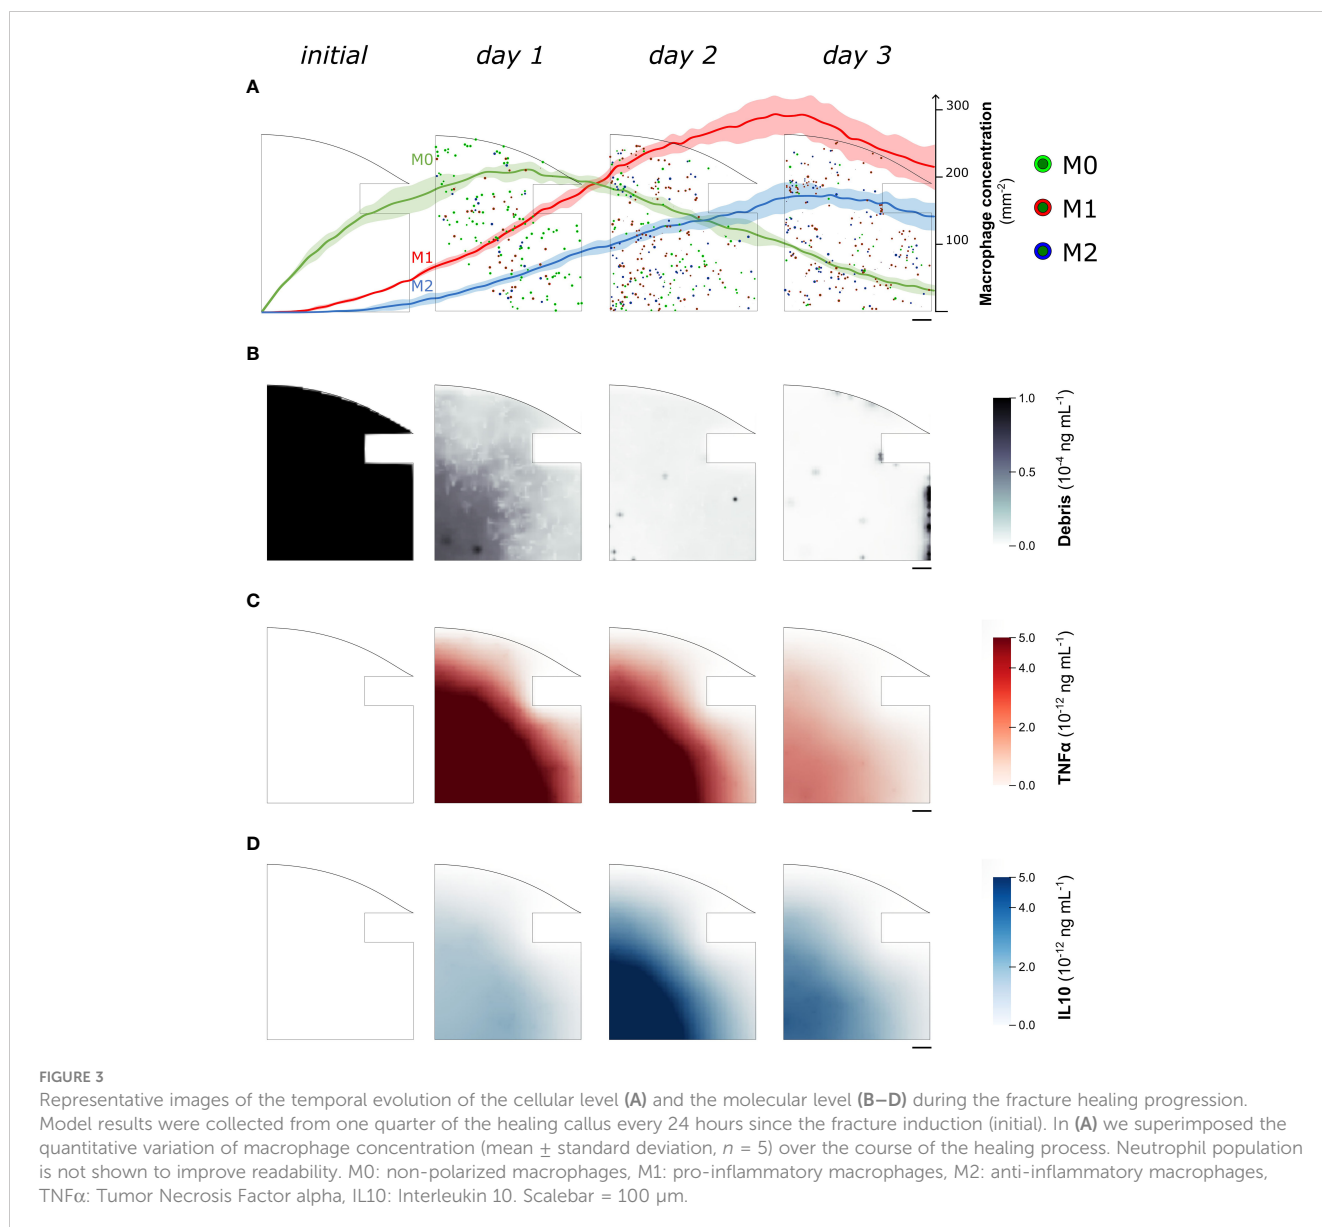 initial day 1 day 2 day 3
A
M0
M1
M2
300
200
100
Macrophage concentration
(mm-2)
M0
M1
M2
B
1.0
0.5
0.0
Debris (10-4 ng mL-1)
C
5.0
4.0
2.0
0.0
TNFα (10-12 ng mL-1)
D
5.0
4.0
2.0
0.0
IL10 (10-12 ng mL-1)
FIGURE 3
Representative images of the temporal evolution of the cellular level (A) and the molecular level (B–D) during the fracture healing progression.
Model results were collected from one quarter of the healing callus every 24 hours since the fracture induction (initial). In (A) we superimposed the
quantitative variation of macrophage concentration (mean ± standard deviation, n = 5) over the course of the healing process. Neutrophil population
is not shown to improve readability. M0: non-polarized macrophages, M1: pro-inflammatory macrophages, M2: anti-inflammatory macrophages,
TNFα: Tumor Necrosis Factor alpha, IL10: Interleukin 10. Scalebar = 100 μm.